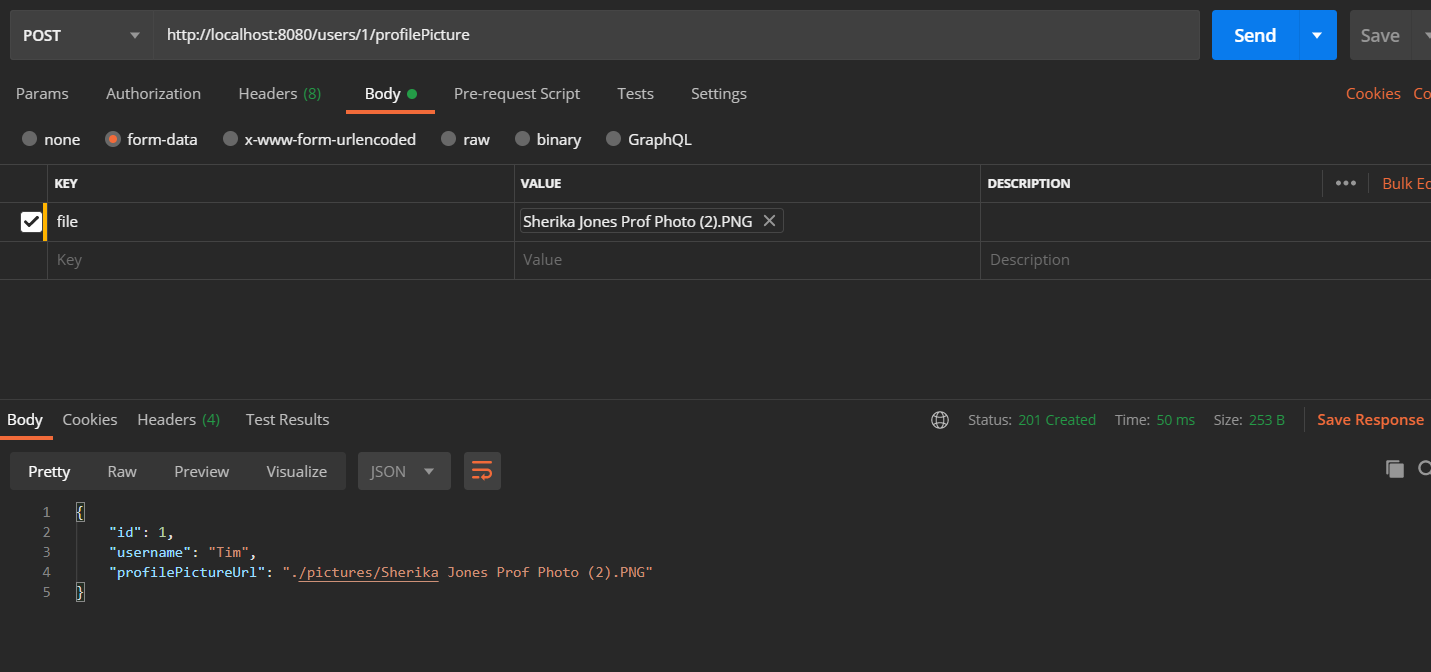 POST http://localhost:8080/users/1/profilePicture Send Save
Params Authorization Headers (8) Body Pre-request Script Tests Settings Cookies Co
none form-data x-www-form-urlencoded raw binary GraphQL
KEY VALUE DESCRIPTION ••• Bulk Ec
file Sherika Jones Prof Photo (2).PNG
Key Value Description
Body Cookies Headers (4) Test Results Status: 201 Created Time: 50 ms Size: 253 B Save Response
Pretty Raw Preview Visualize JSON
1 {
2 "id": 1,
3 "username": "Tim",
4 "profilePictureUrl": "./pictures/Sherika Jones Prof Photo (2).PNG"
5 }